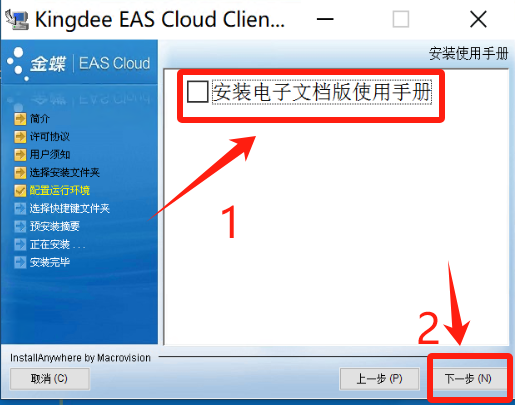 Kingdee EAS Cloud Clien...
金蝶 | EAS Cloud
安装使用手册
安装电子文档版使用手册
简介
许可协议
用户须知
选择安装文件夹
配置运行环境
选择快捷键文件夹
预安装摘要
正在安装 . . .
安装完毕
1
2
InstallAnywhere by Macrovision
取消 (C)
上一步 (P)
下一步 (N)